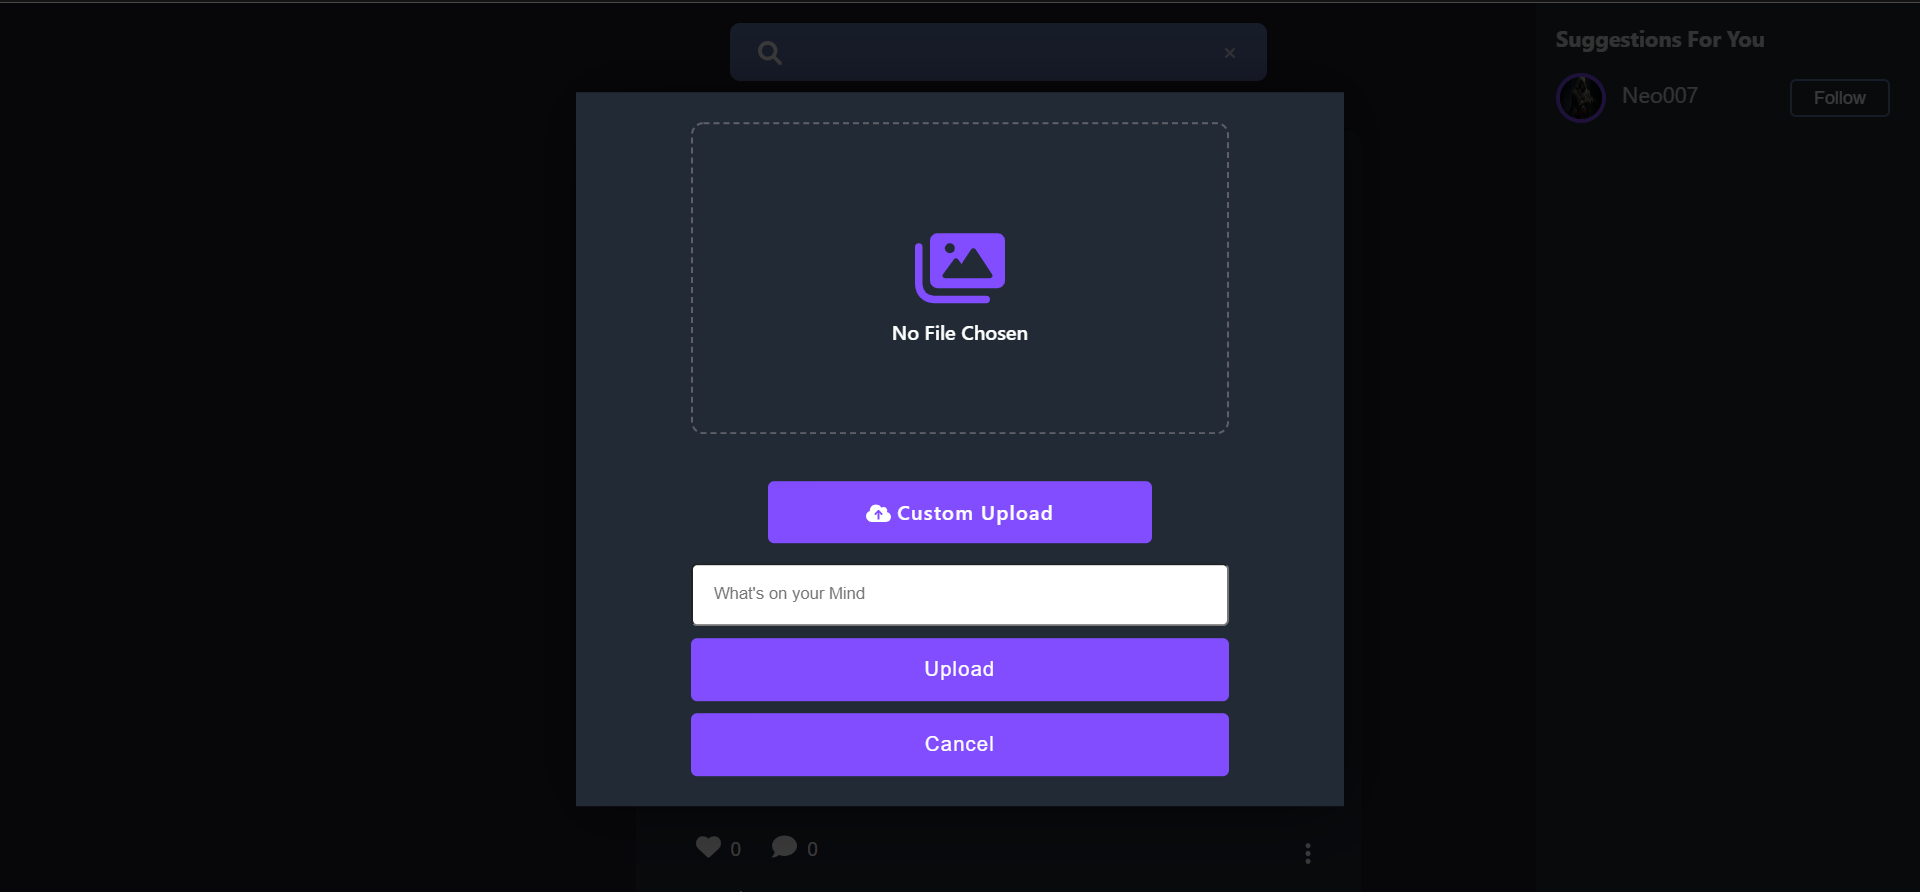 Suggestions For You
Neo007
Follow
No File Chosen
Custom Upload
What's on your Mind
Upload
Cancel
0
0